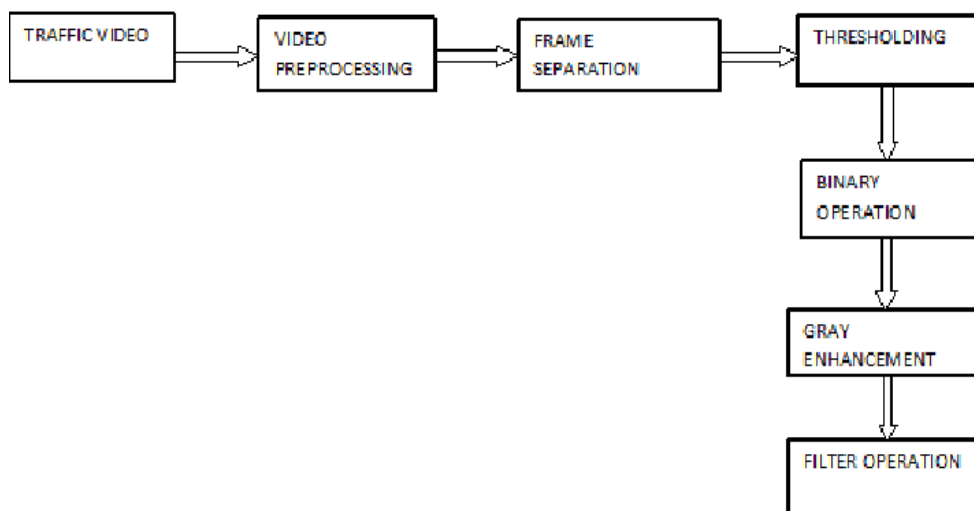 TRAFFIC VIDEO
VIDEO
PREPROCESSING
FRAME
SEPARATION
THRESHOLDING
BINARY
OPERATION
GRAY
ENHANCEMENT
FILTER OPERATION